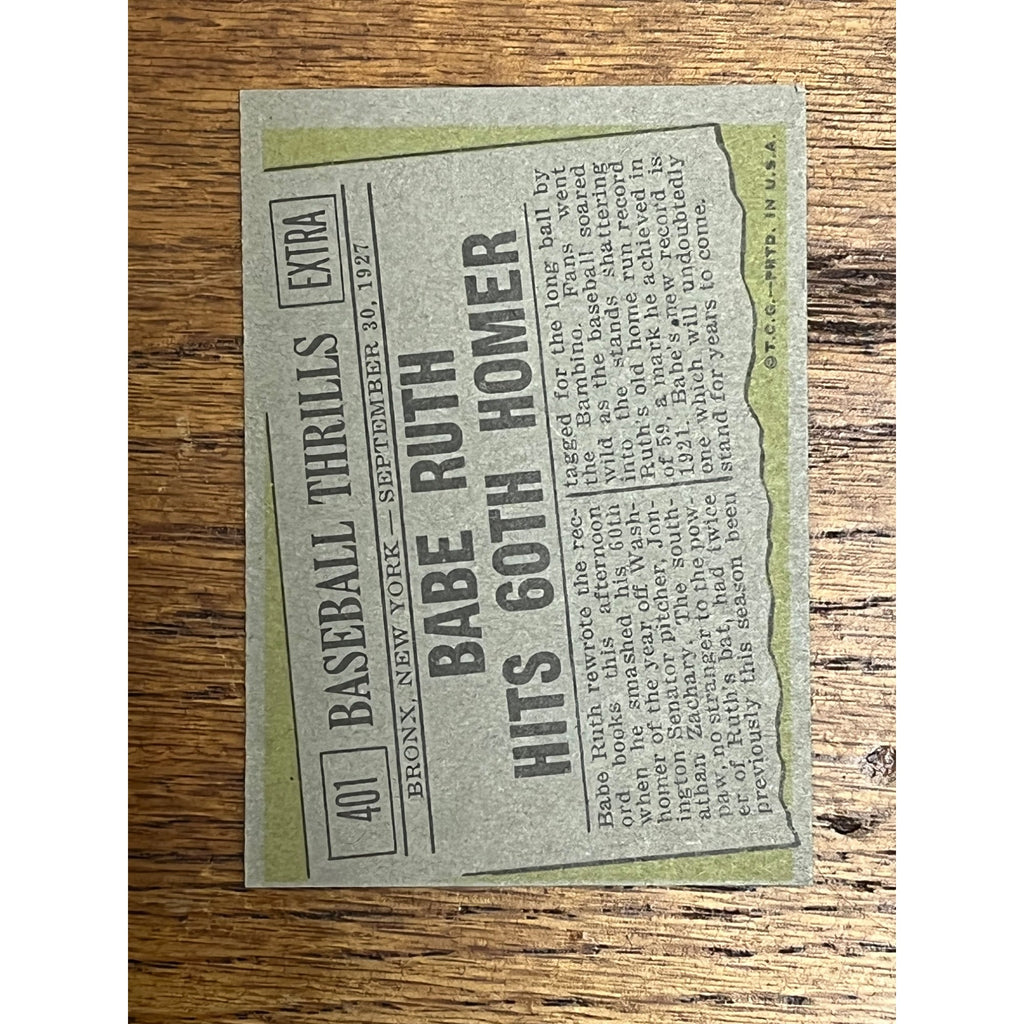 401 BASEBALL THRILLS EXTRA
BRONX, NEW YORK — SEPTEMBER 30, 1927
BABE RUTH
HITS 60TH HOMER
Babe Ruth rewrote the rec-
ord books this afternoon
when he smashed his 60th
homer of the year off Wash-
ington Senator pitcher, Jon-
athan Zachary. The south-
paw, no stranger to the pow-
er of Ruth's bat, had twice
previously this season been
tagged for the long ball by
the Bambino. Fans went
wild as the baseball soared
into the stands shattering
Ruth's old home run record
of 59, a mark he achieved in
1921. Babe's new record is
one which will undoubtedly
stand for years to come.
© T.C.G.—PRTD. IN U.S.A.